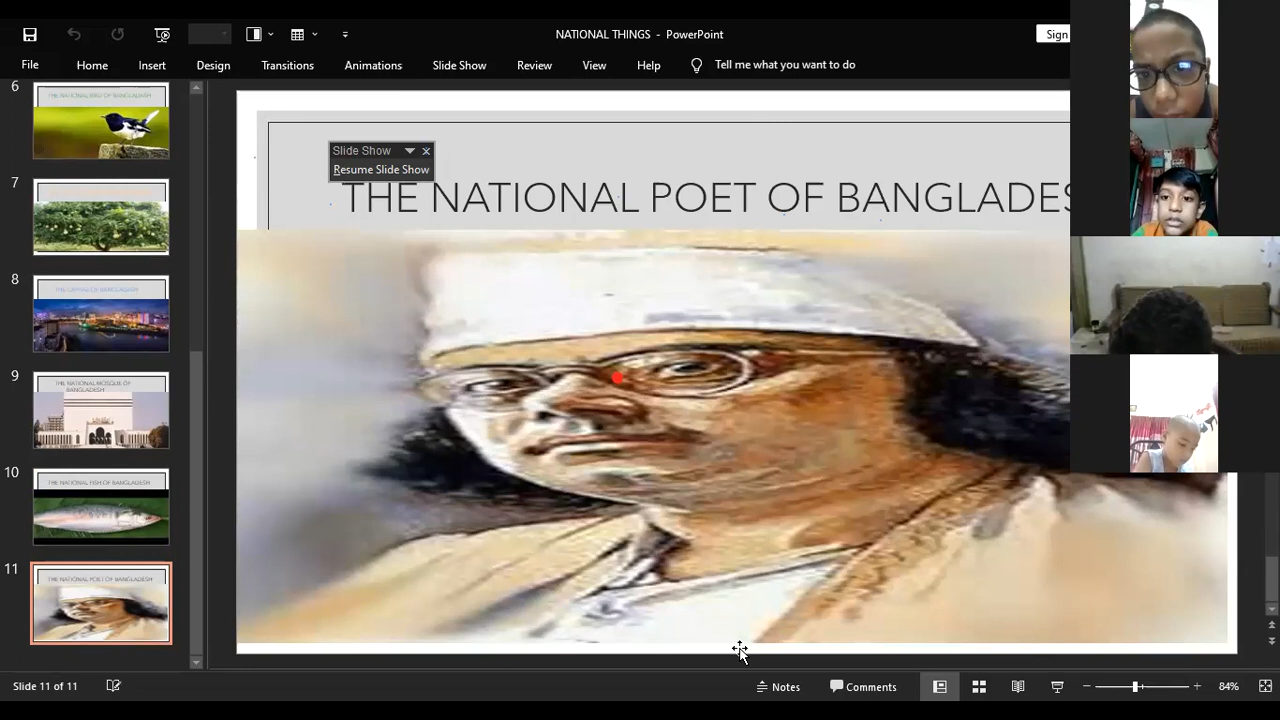 NATIONAL THINGS - PowerPoint
Sign
File Home Insert Design Transitions Animations Slide Show Review View Help Tell me what you want to do
6
THE NATIONAL BIRD OF BANGLADESH
7
8
THE CAPITAL OF BANGLADESH
9
THE NATIONAL MOSQUE OF
BANGLADESH
10
THE NATIONAL FISH OF BANGLADESH
11
THE NATIONAL POET OF BANGLADESH
Slide Show
Resume Slide Show
THE NATIONAL POET OF BANGLADES
Slide 11 of 11
Notes Comments 84%